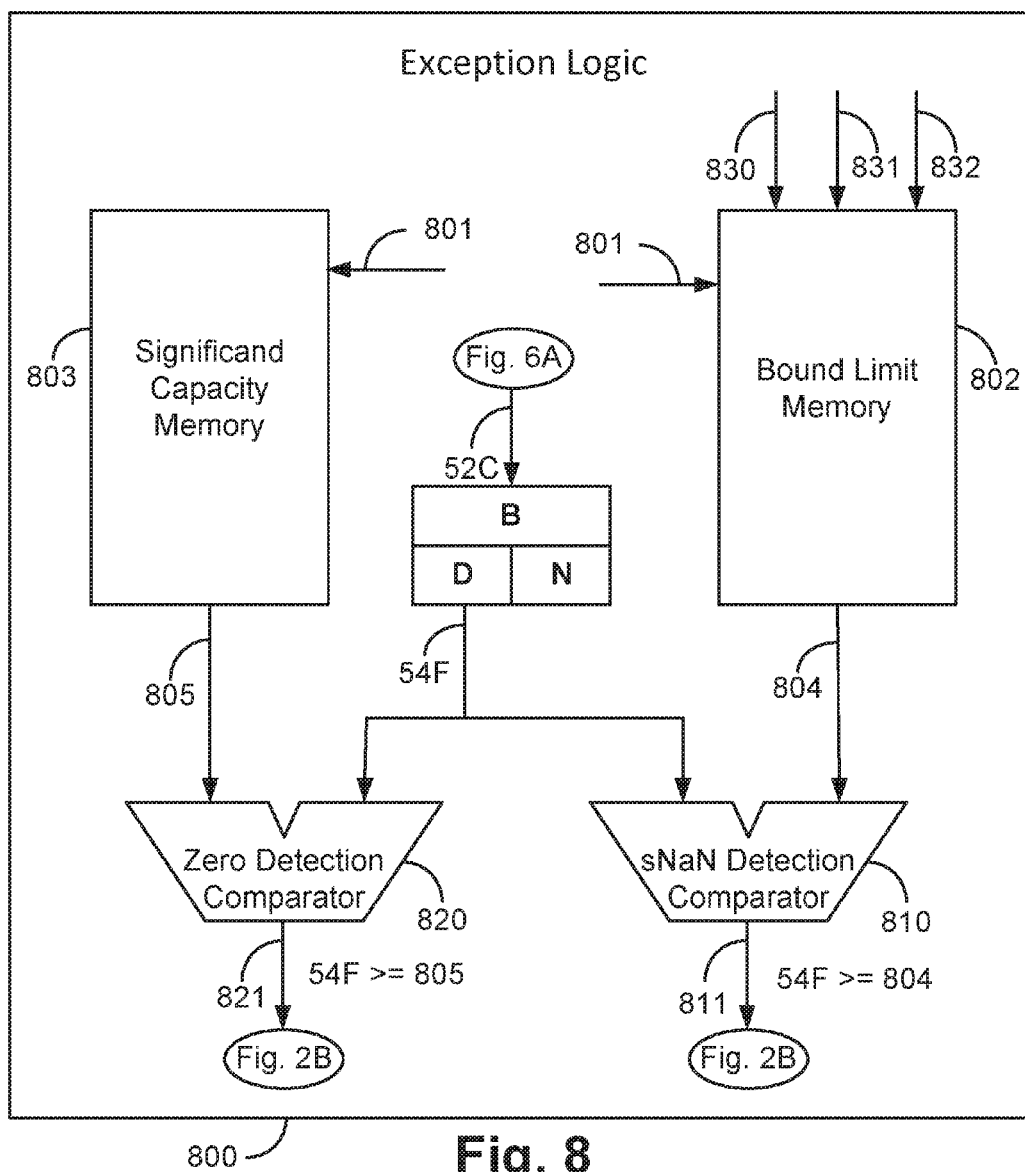 Exception Logic
830
831
832
801
801
803
Significand
Capacity
Memory
Fig. 6A
Bound Limit
Memory
802
52C
B
D
N
805
54F
804
Zero Detection
Comparator
820
sNaN Detection
Comparator
810
821
54F >= 805
811
54F >= 804
Fig. 2B
Fig. 2B
800
Fig. 8